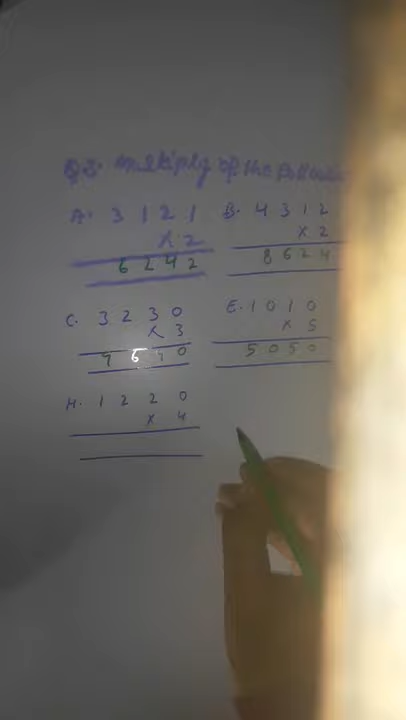 Q3. multiply of the follow
A. 3 1 2 1 B. 4 3 1 2
x 2 x 2
6 2 4 2 8 6 2 4
C. 3 2 3 0 E. 1 0 1 0
x 3 x 5
9 6 9 0 5 0 5 0
H. 1 2 2 0
x 4